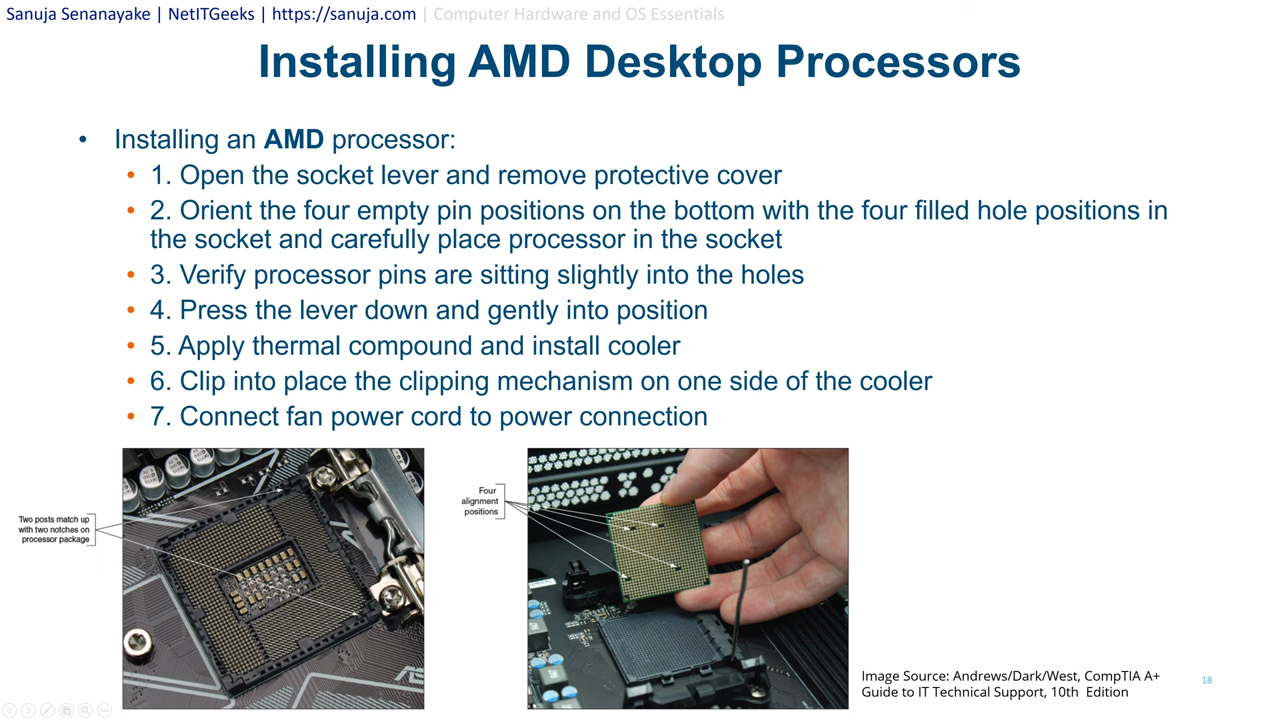 Sanuja Senanayake | NetITGeeks | https://sanuja.com | Computer Hardware and OS Essentials
Installing AMD Desktop Processors
• Installing an AMD processor:
• 1. Open the socket lever and remove protective cover
• 2. Orient the four empty pin positions on the bottom with the four filled hole positions in
the socket and carefully place processor in the socket
• 3. Verify processor pins are sitting slightly into the holes
• 4. Press the lever down and gently into position
• 5. Apply thermal compound and install cooler
• 6. Clip into place the clipping mechanism on one side of the cooler
• 7. Connect fan power cord to power connection
Two posts match up
with two notches on
processor package
Four
alignment
positions
Image Source: Andrews/Dark/West, CompTIA A+
Guide to IT Technical Support, 10th Edition
18